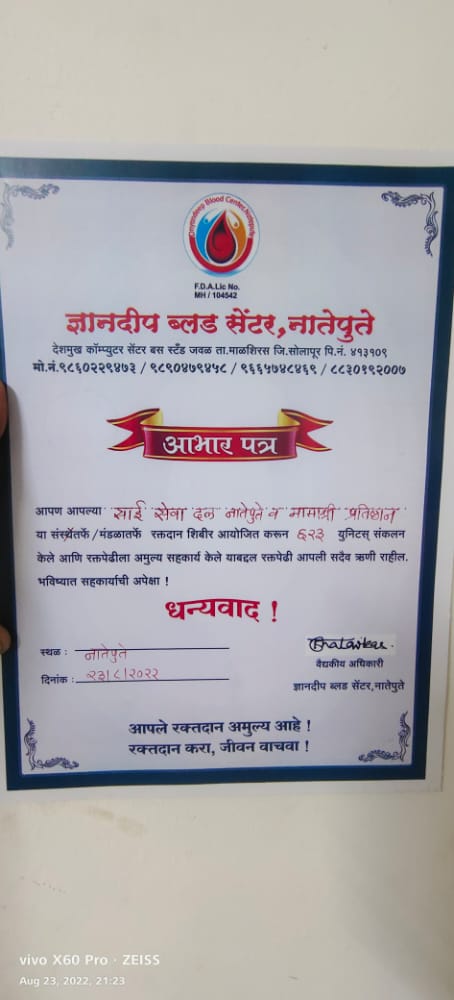 Dnyandeep Blood Center, Natepute
F.D.A.Lic No.
MH / 104542
ज्ञानदीप ब्लड सेंटर,नातेपुते
देशमुख कॉम्प्युटर सेंटर बस स्टँड जवळ ता.माळशिरस जि.सोलापूर पि.नं. ४१३१०९
मो.नं.९८६०२२९४७३ / ९८९०४७९४५८ / ९६६५७४८४६९ / ८८३०१९२००७
आभार पत्र
आपण आपल्या साई सेवा दल नातेपुते व मामाश्री प्रतिष्ठान
या संस्थेतर्फे / मंडळातर्फे रक्तदान शिबीर आयोजित करून ६२३ युनिटस् संकलन
केले आणि रक्तपेढीला अमुल्य सहकार्य केले याबद्दल रक्तपेढी आपली सदैव ऋणी राहील.
भविष्यात सहकार्याची अपेक्षा !
धन्यवाद !
स्थळ : नातेपुते
दिनांक : २३/८/२०२२
वैद्यकीय अधिकारी
ज्ञानदीप ब्लड सेंटर,नातेपुते
आपले रक्तदान अमुल्य आहे !
रक्तदान करा, जीवन वाचवा !
vivo X60 Pro · ZEISS
Aug 23, 2022, 21:23